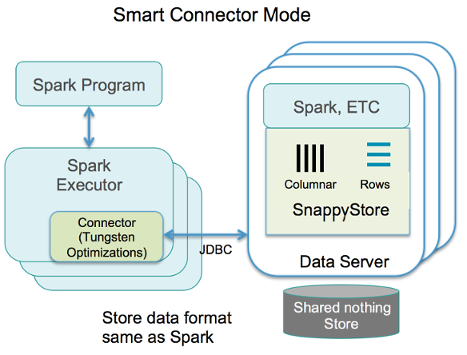 Smart Connector Mode
Spark Program
Spark
Executor
Connector
(Tungsten
Optimizations)
JDBC
Spark, ETC
Columnar
Rows
SnappyStore
Data Server
Shared nothing
Store
Store data format
same as Spark